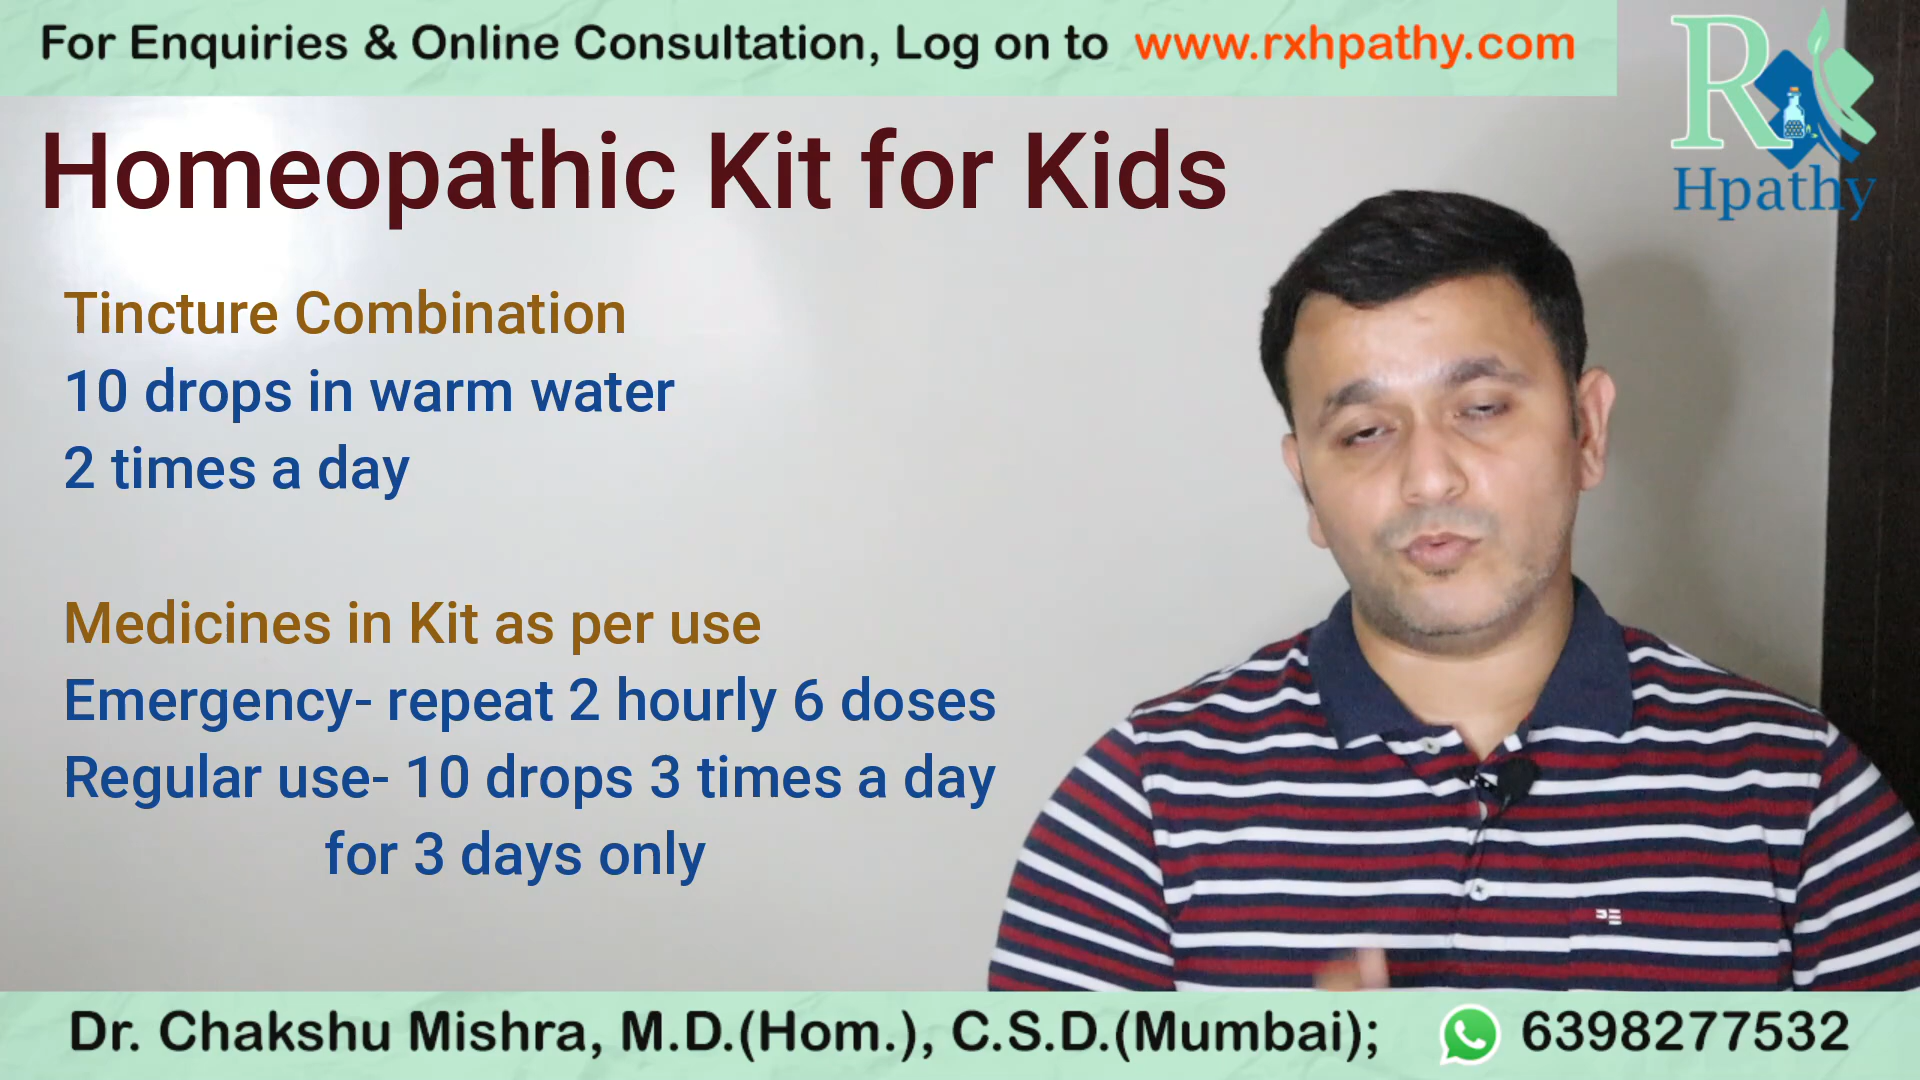 For Enquiries & Online Consultation, Log on to www.rxhpathy.com
Rx
Hpathy
Homeopathic Kit for Kids
Tincture Combination
10 drops in warm water
2 times a day
Medicines in Kit as per use
Emergency- repeat 2 hourly 6 doses
Regular use- 10 drops 3 times a day
for 3 days only
Dr. Chakshu Mishra, M.D.(Hom.), C.S.D.(Mumbai); 6398277532